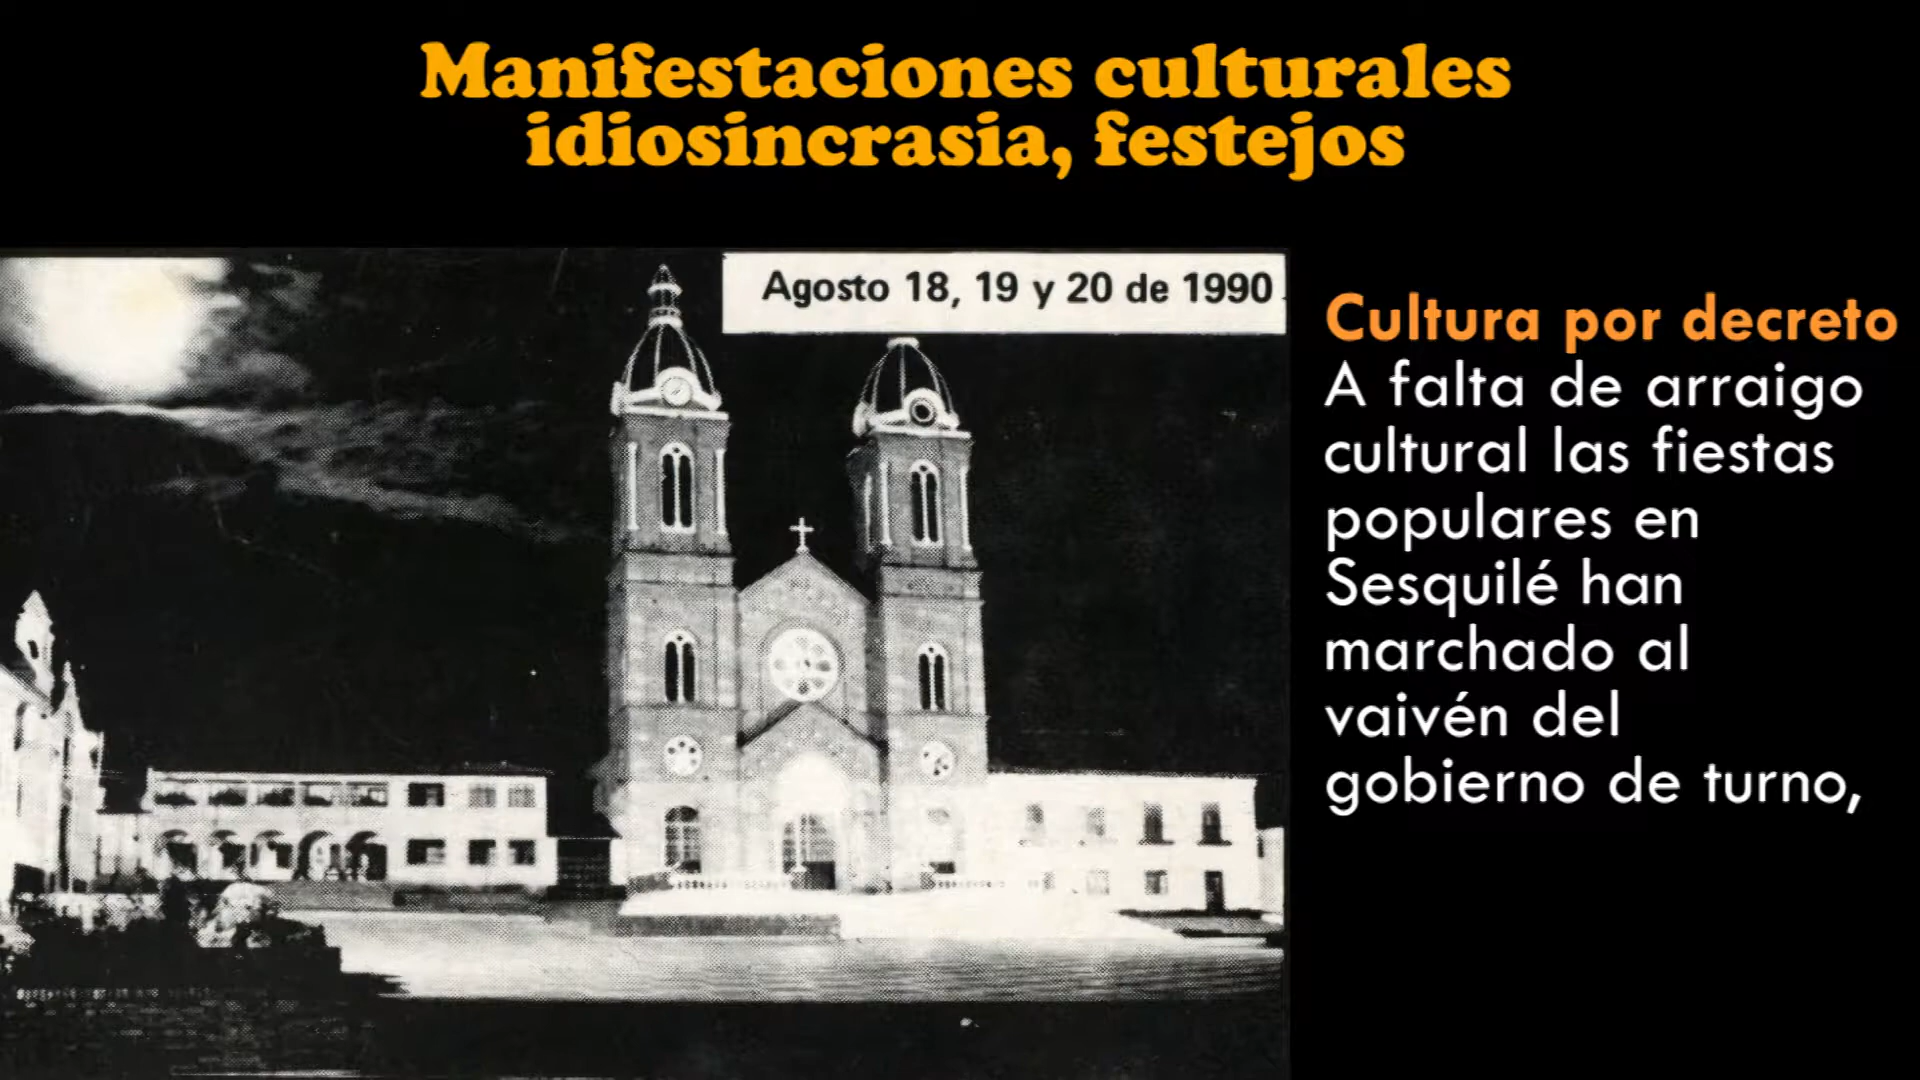 Manifestaciones culturales
idiosincrasia, festejos
Agosto 18, 19 y 20 de 1990
Cultura por decreto
A falta de arraigo
cultural las fiestas
populares en
Sesquilé han
marchado al
vaivén del
gobierno de turno,